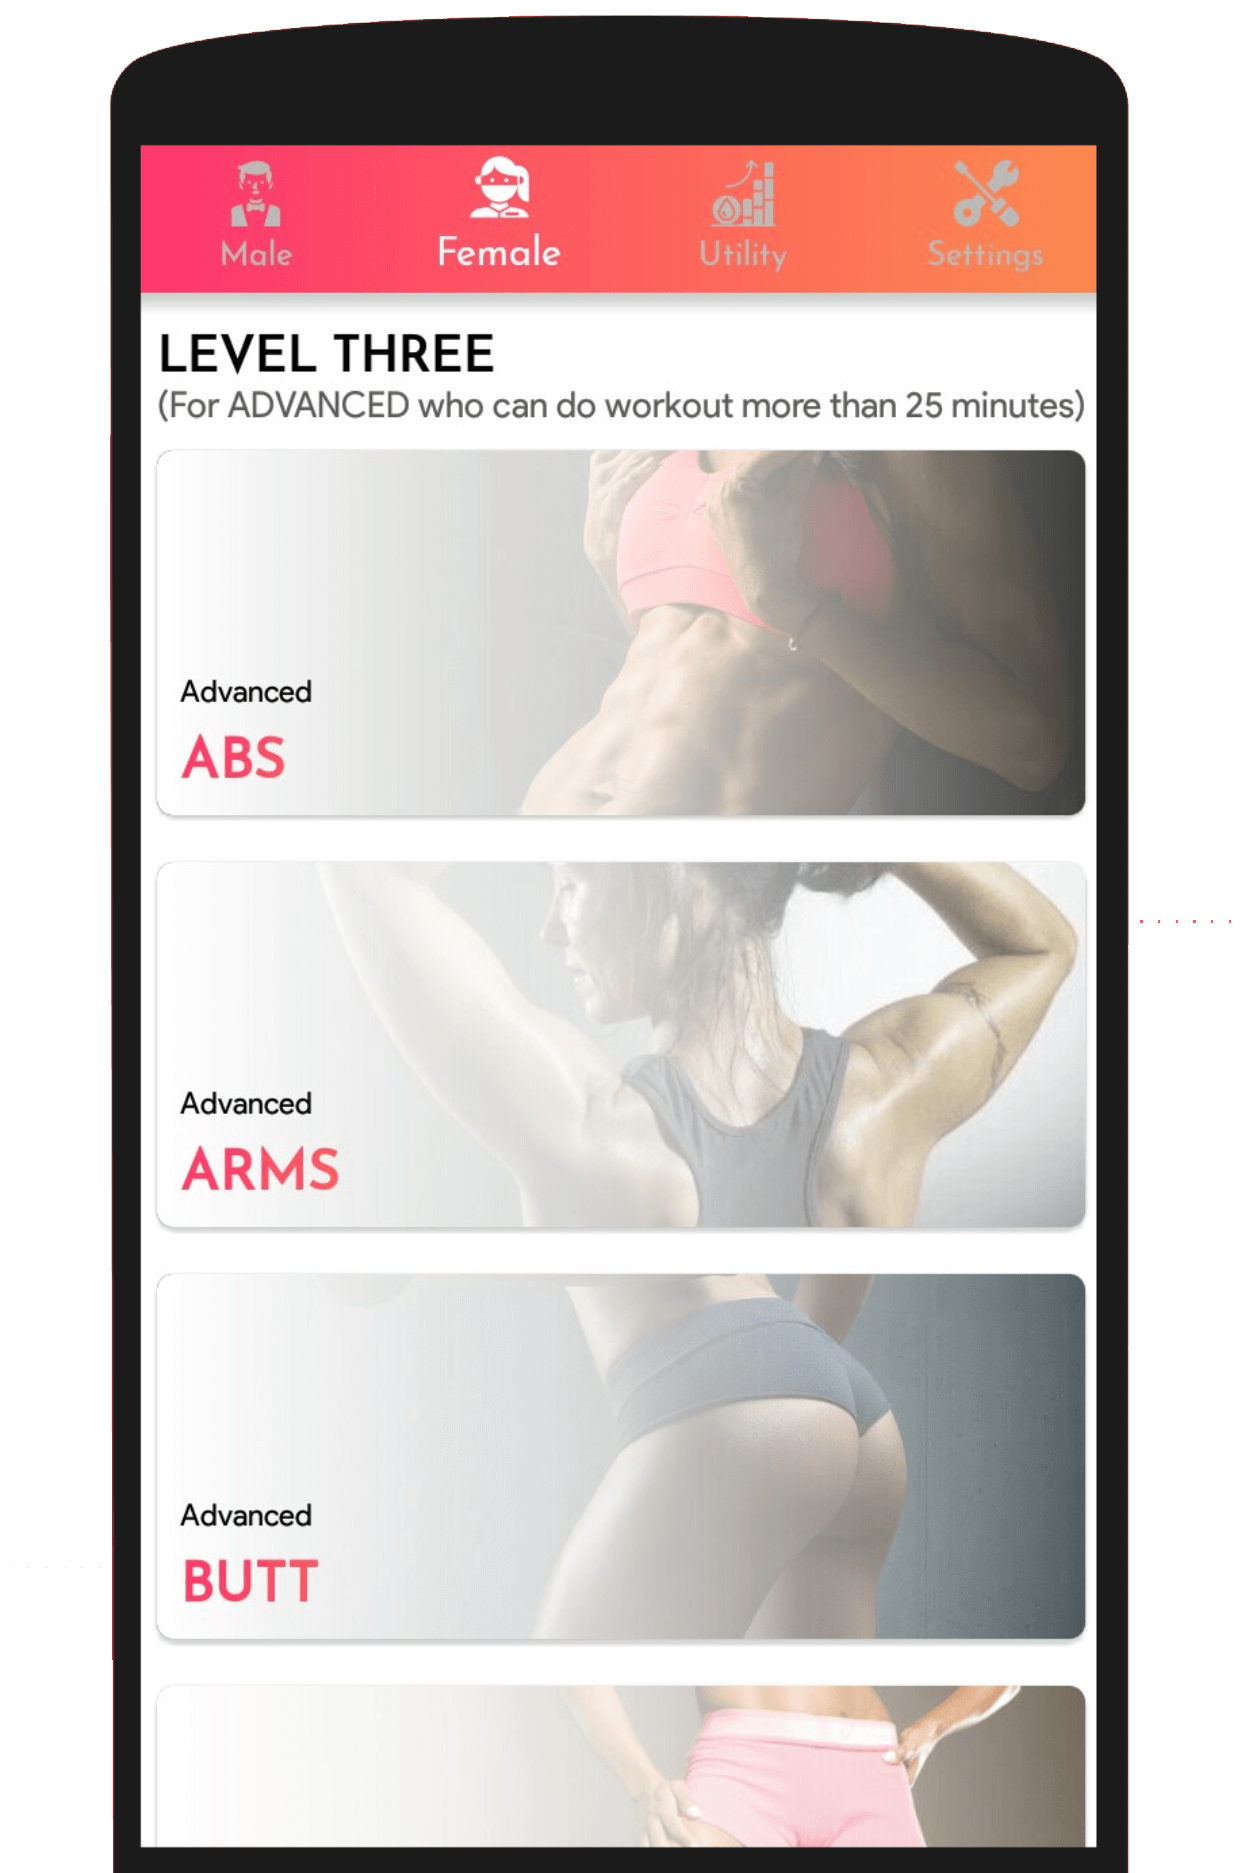 Male Female Utility Settings
LEVEL THREE
(For ADVANCED who can do workout more than 25 minutes)
Advanced
ABS
Advanced
ARMS
Advanced
BUTT